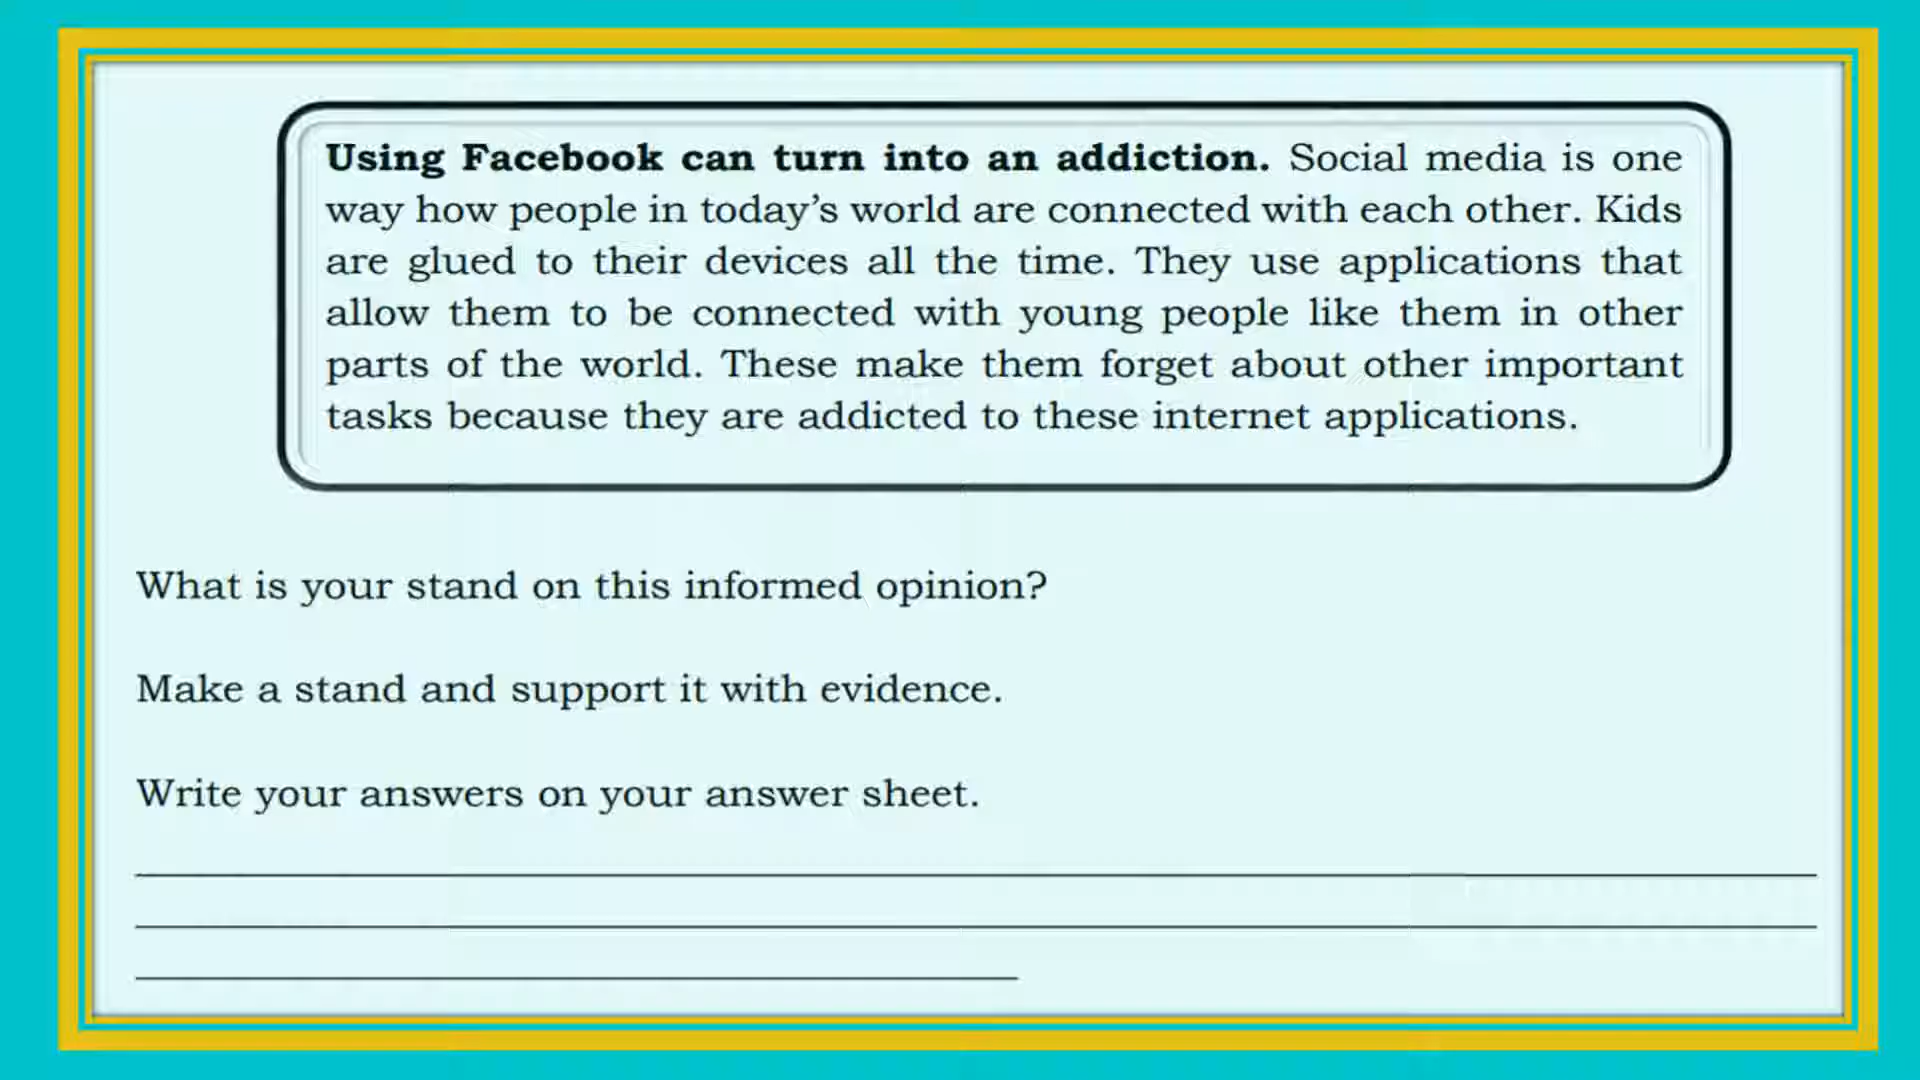 Using Facebook can turn into an addiction. Social media is one
way how people in today's world are connected with each other. Kids
are glued to their devices all the time. They use applications that
allow them to be connected with young people like them in other
parts of the world. These make them forget about other important
tasks because they are addicted to these internet applications.
What is your stand on this informed opinion?
Make a stand and support it with evidence.
Write your answers on your answer sheet.